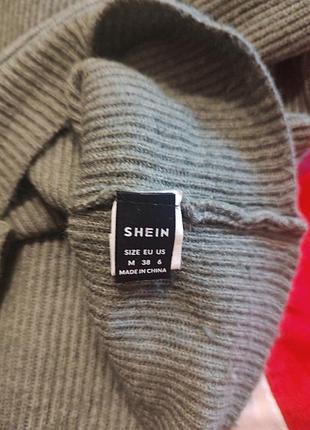 SHEIN
SIZE EU US
M 38 6
MADE IN CHINA